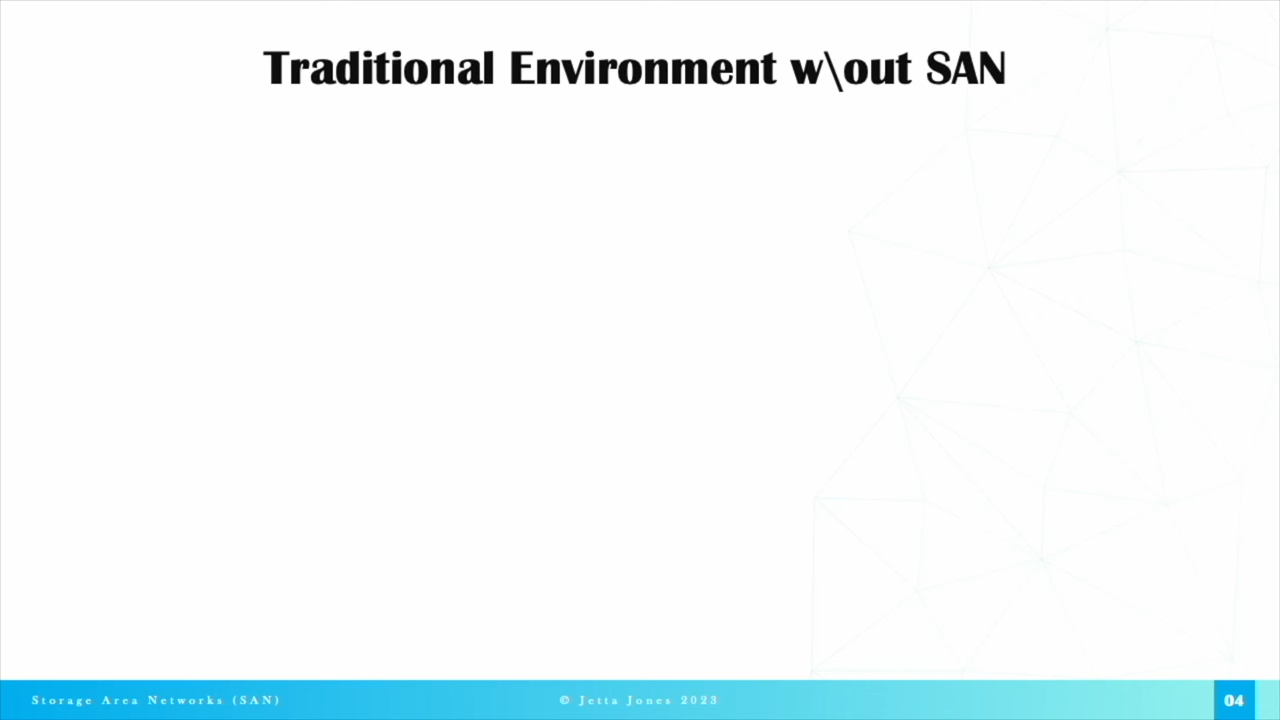 Traditional Environment w\out SAN
Storage Area Networks (SAN)
© Jetta Jones 2023
04